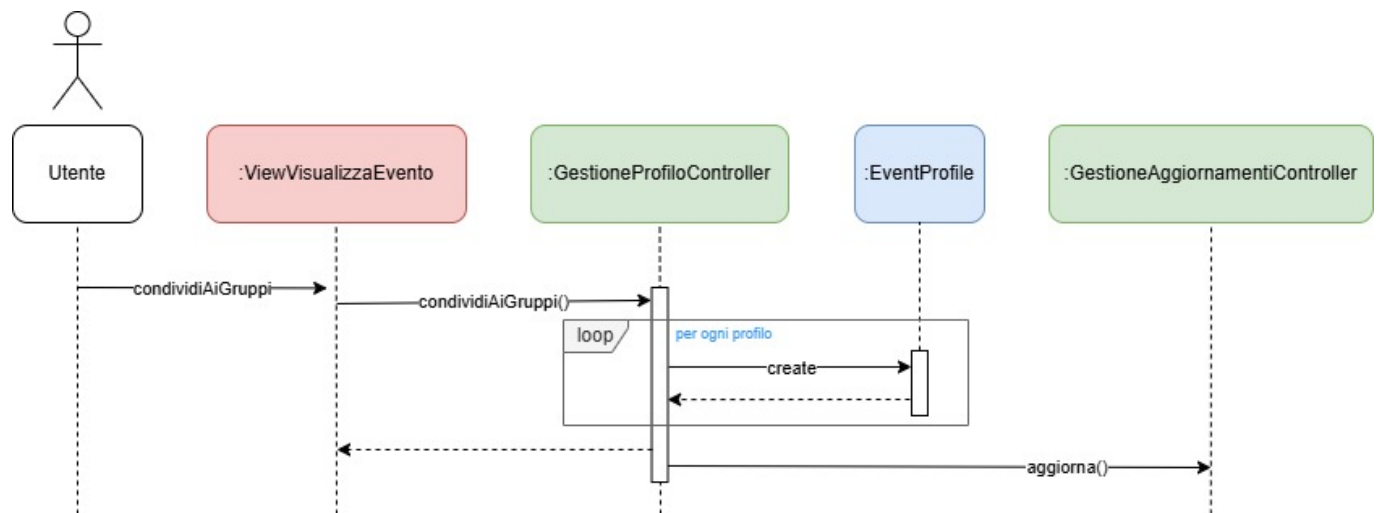 Utente
:ViewVisualizzaEvento
:GestioneProfiloController
:EventProfile
:GestioneAggiornamentiController
condividiAiGruppi
condividiAiGruppi()
loop
per ogni profilo
create
aggiorna()